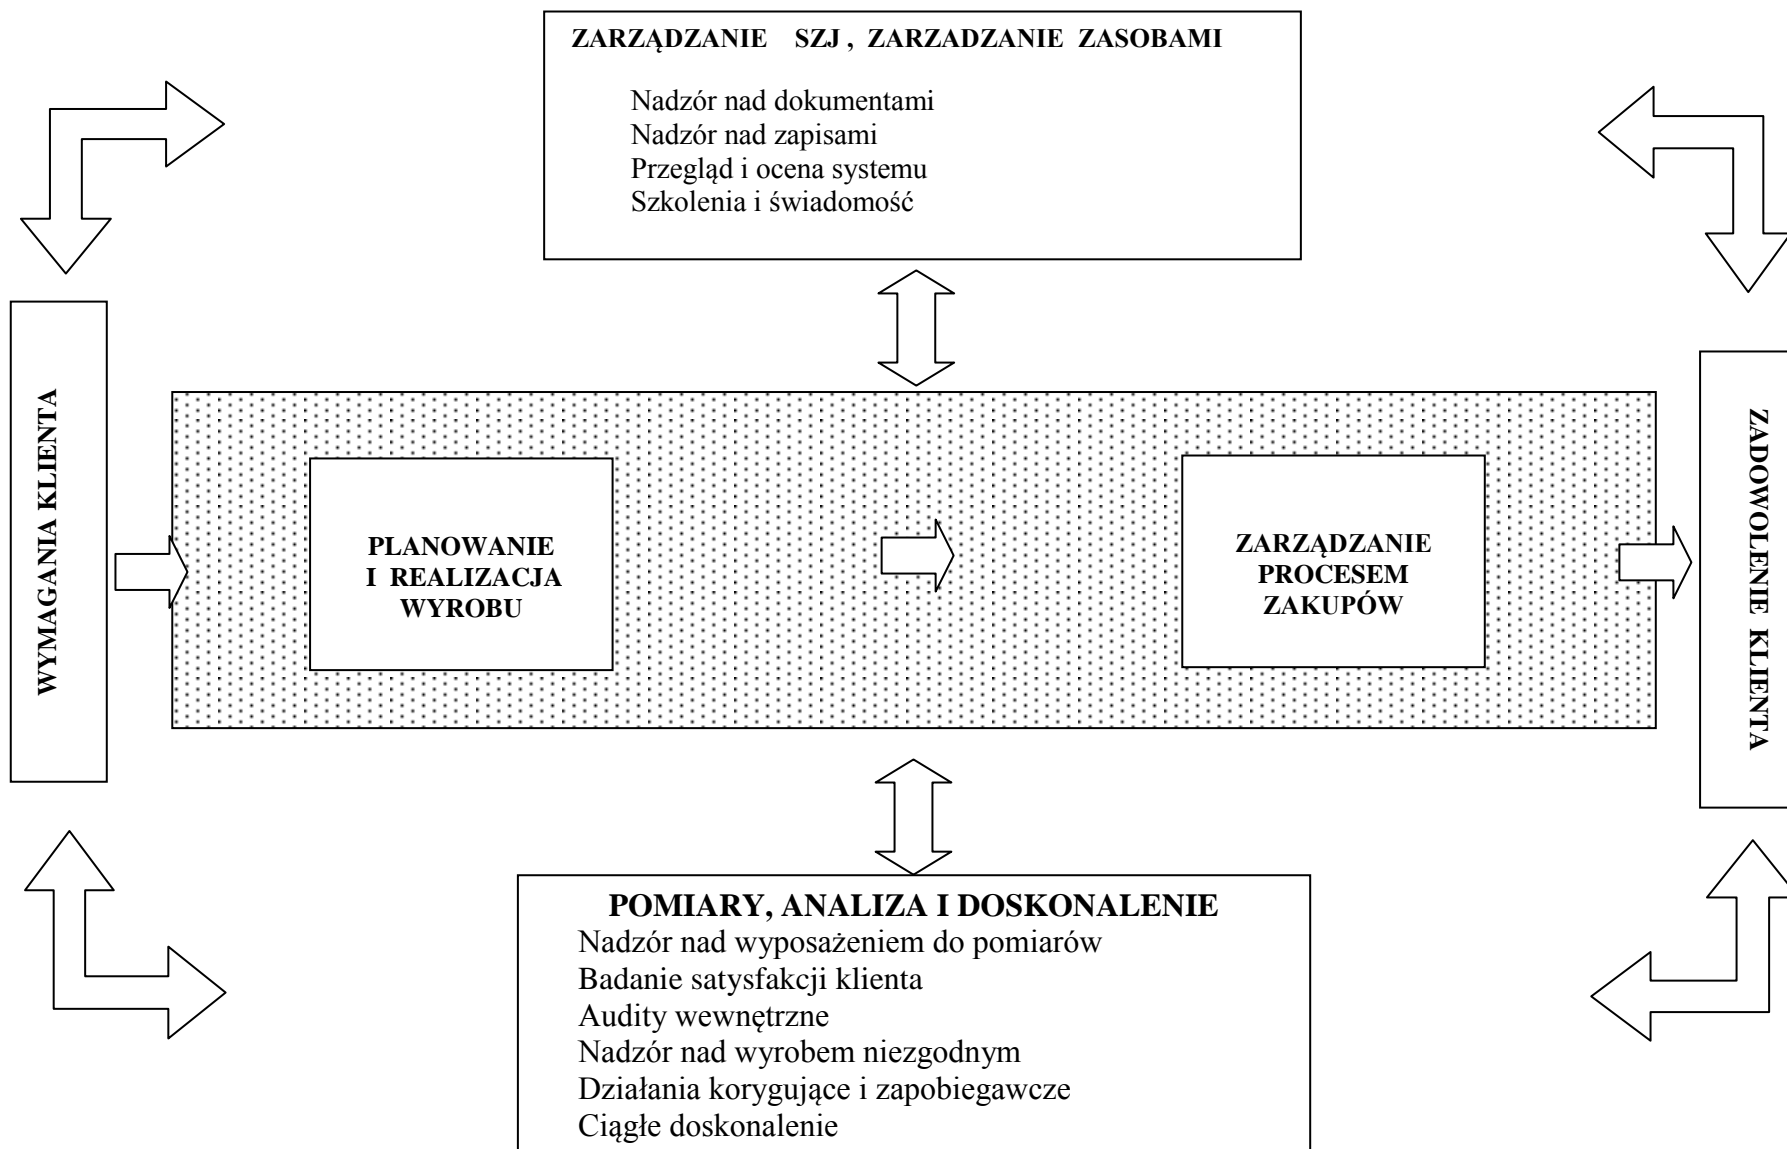 ZARZĄDZANIE SZJ , ZARZADZANIE ZASOBAMI
Nadzór nad dokumentami
Nadzór nad zapisami
Przegląd i ocena systemu
Szkolenia i świadomość
WYMAGANIA KLIENTA
PLANOWANIE
I REALIZACJA
WYROBU
ZARZĄDZANIE
PROCESEM
ZAKUPÓW
ZADOWOLENIE KLIENTA
POMIARY, ANALIZA I DOSKONALENIE
Nadzór nad wyposażeniem do pomiarów
Badanie satysfakcji klienta
Audity wewnętrzne
Nadzór nad wyrobem niezgodnym
Działania korygujące i zapobiegawcze
Ciągłe doskonalenie